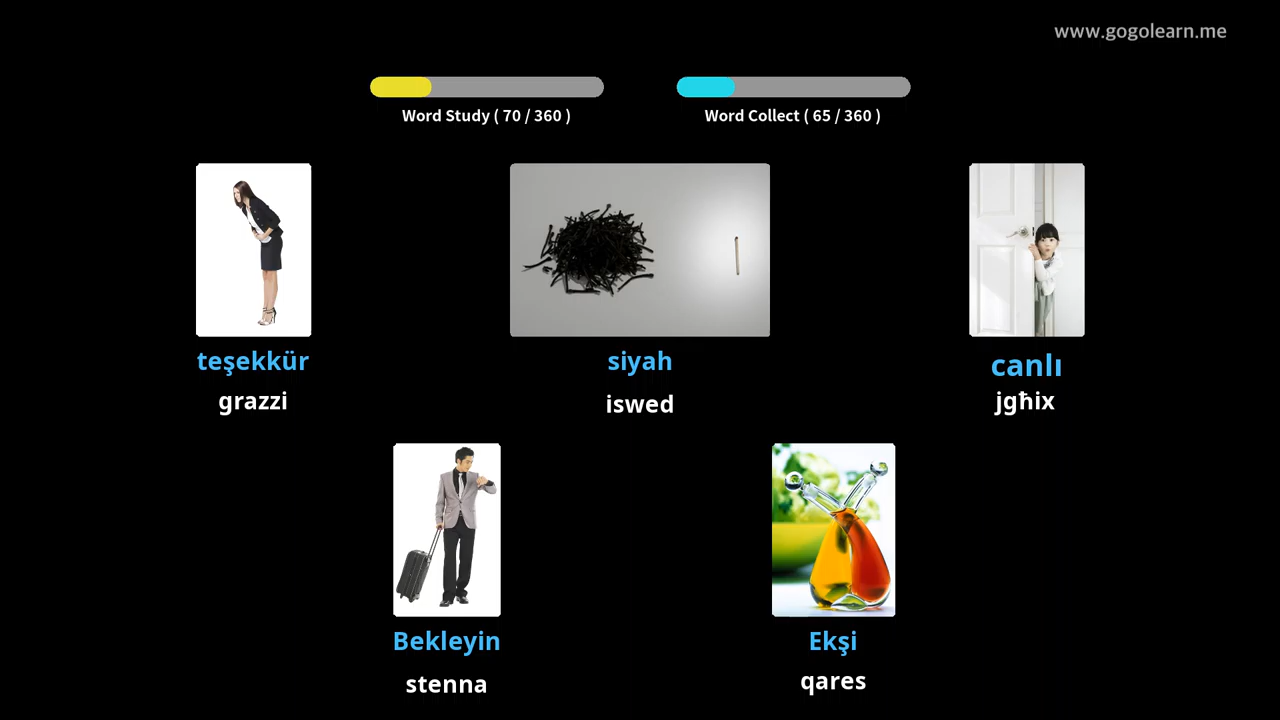 www.gogolearn.me
Word Study ( 70 / 360 )
Word Collect ( 65 / 360 )
teşekkür
grazzi
siyah
iswed
canlı
jgħix
Bekleyin
stenna
Ekşi
qares